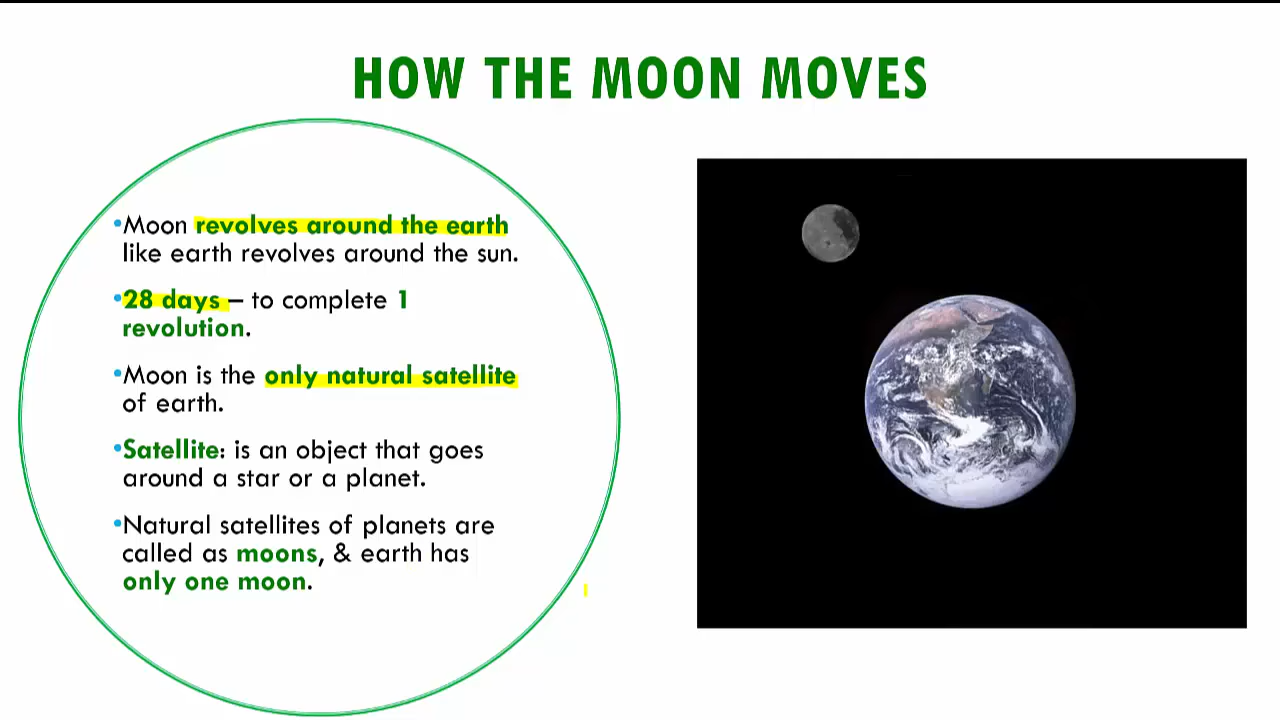 HOW THE MOON MOVES
•Moon revolves around the earth
like earth revolves around the sun.
•28 days – to complete 1
revolution.
•Moon is the only natural satellite
of earth.
•Satellite: is an object that goes
around a star or a planet.
•Natural satellites of planets are
called as moons, & earth has
only one moon.